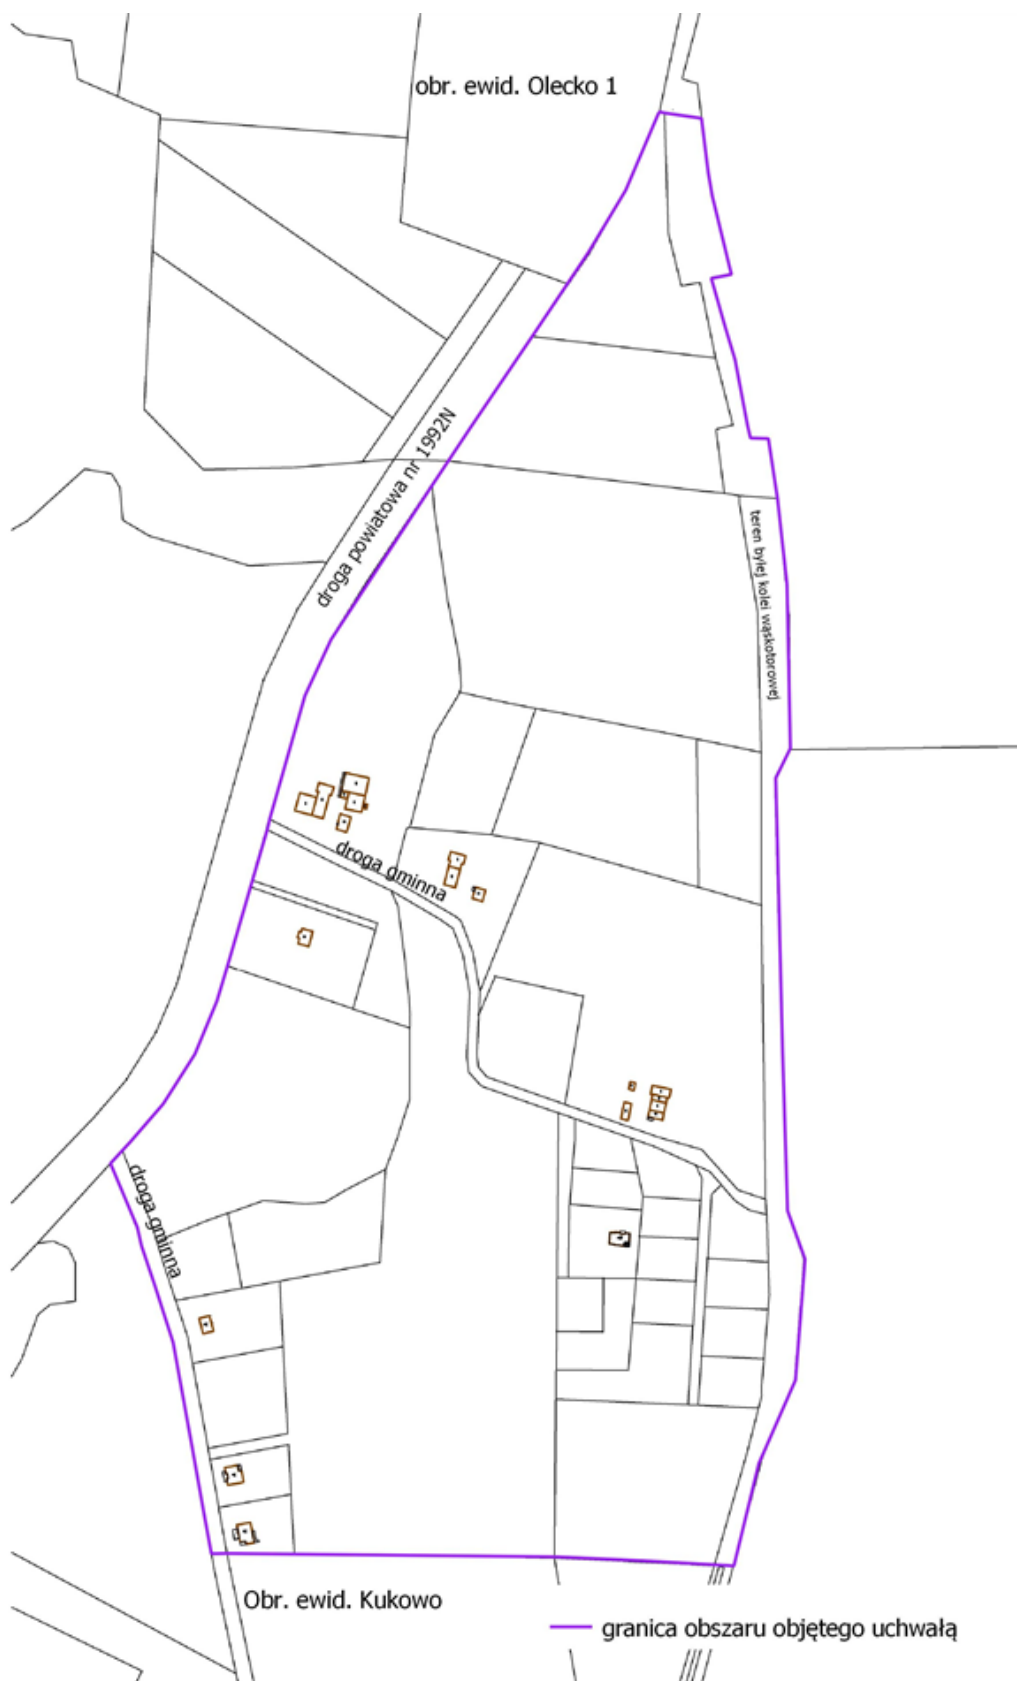 obr. ewid. Olecko 1
droga powiatowa nr 1992N
teren byłej kolei wąskotorowej
droga gminna
droga gminna
Obr. ewid. Kukowo
granica obszaru objętego uchwałą